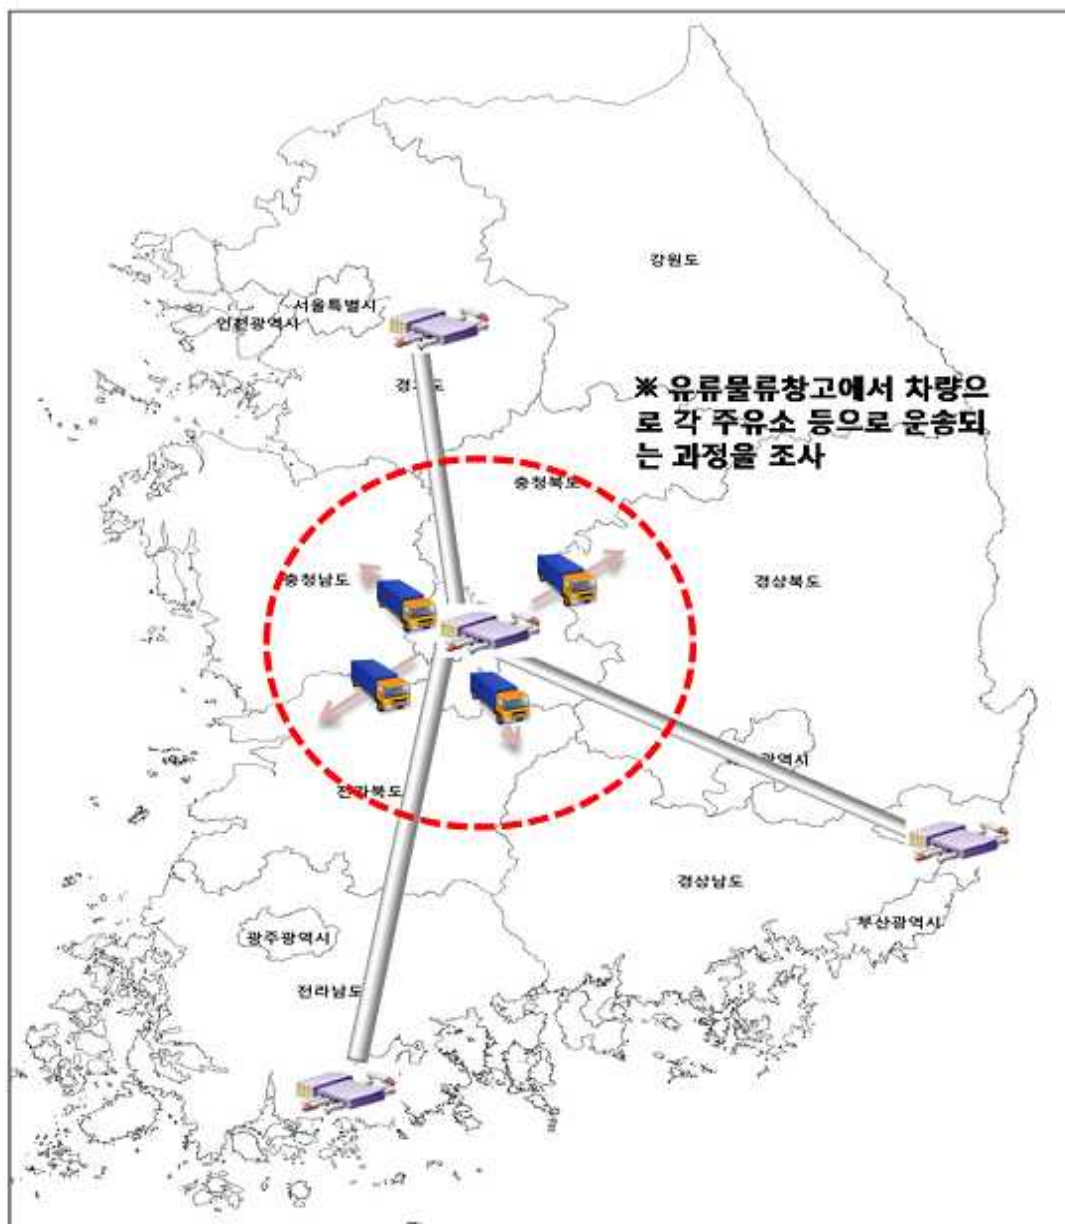 강원도
서울특별시
인천광역시
※ 유류물류창고에서 차량으
로 각 주유소 등으로 운송되
는 과정을 조사
충청북도
충청남도
경상북도
광역시
전라북도
경상남도
부산광역시
광주광역시
전라남도